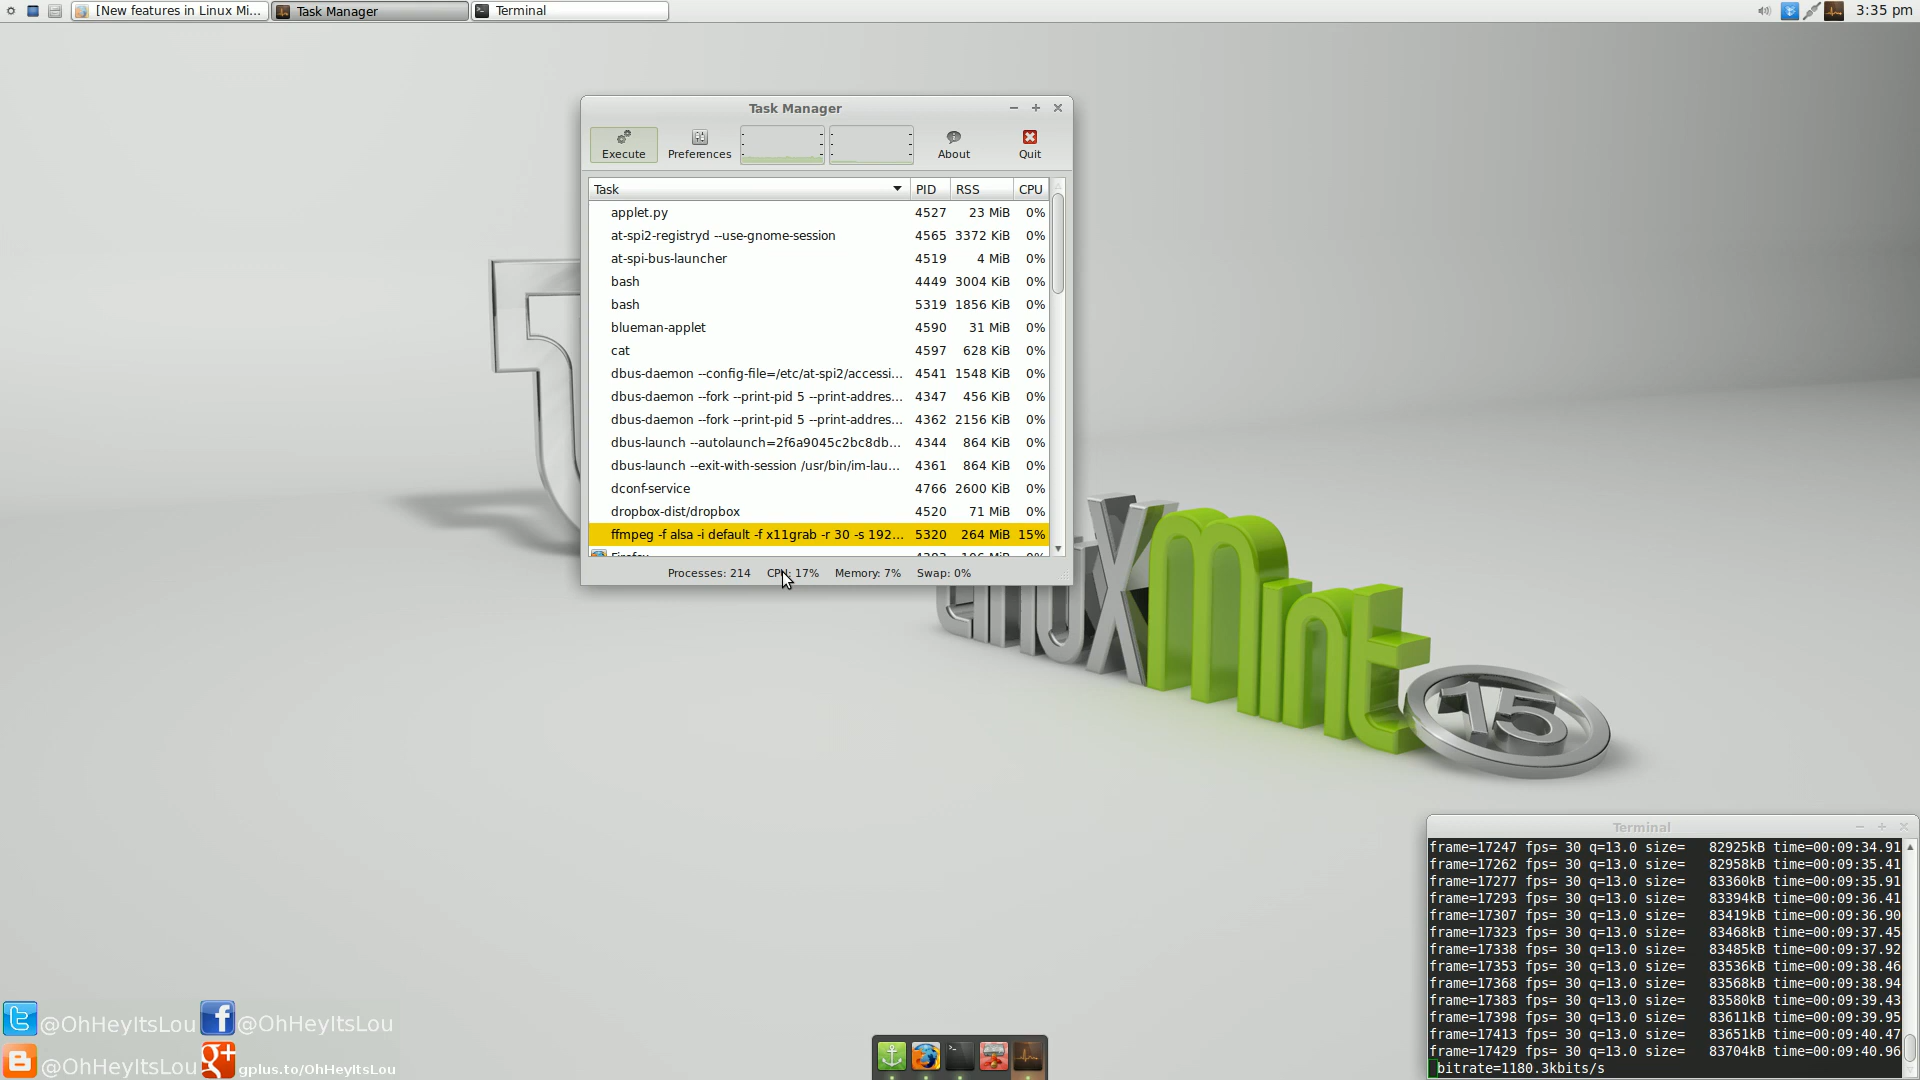 [New features in Linux Mi...
Task Manager
Terminal
3:35 pm
Task Manager
Execute
Preferences
About
Quit
Task PID RSS CPU
applet.py 4527 23 MiB 0%
at-spi2-registryd --use-gnome-session 4565 3372 KiB 0%
at-spi-bus-launcher 4519 4 MiB 0%
bash 4449 3004 KiB 0%
bash 5319 1856 KiB 0%
blueman-applet 4590 31 MiB 0%
cat 4597 628 KiB 0%
dbus-daemon --config-file=/etc/at-spi2/accessi... 4541 1548 KiB 0%
dbus-daemon --fork --print-pid 5 --print-addres... 4347 456 KiB 0%
dbus-daemon --fork --print-pid 5 --print-addres... 4362 2156 KiB 0%
dbus-launch --autolaunch=2f6a9045c2bc8db... 4344 864 KiB 0%
dbus-launch --exit-with-session /usr/bin/im-lau... 4361 864 KiB 0%
dconf-service 4766 2600 KiB 0%
dropbox-dist/dropbox 4520 71 MiB 0%
ffmpeg -f alsa -i default -f x11grab -r 30 -s 192... 5320 264 MiB 15%
Processes: 214 CPU: 17% Memory: 7% Swap: 0%
Linux Mint
15
Terminal
frame=17247 fps= 30 q=13.0 size= 82925kB time=00:09:34.91
frame=17262 fps= 30 q=13.0 size= 82958kB time=00:09:35.41
frame=17277 fps= 30 q=13.0 size= 83360kB time=00:09:35.91
frame=17293 fps= 30 q=13.0 size= 83394kB time=00:09:36.41
frame=17307 fps= 30 q=13.0 size= 83419kB time=00:09:36.90
frame=17323 fps= 30 q=13.0 size= 83468kB time=00:09:37.45
frame=17338 fps= 30 q=13.0 size= 83485kB time=00:09:37.92
frame=17353 fps= 30 q=13.0 size= 83536kB time=00:09:38.46
frame=17368 fps= 30 q=13.0 size= 83568kB time=00:09:38.94
frame=17383 fps= 30 q=13.0 size= 83580kB time=00:09:39.43
frame=17398 fps= 30 q=13.0 size= 83611kB time=00:09:39.95
frame=17413 fps= 30 q=13.0 size= 83651kB time=00:09:40.47
frame=17429 fps= 30 q=13.0 size= 83704kB time=00:09:40.96
bitrate=1180.3kbits/s
@OhHeyItsLou
@OhHeyItsLou
@OhHeyItsLou
gplus.to/OhHeyItsLou